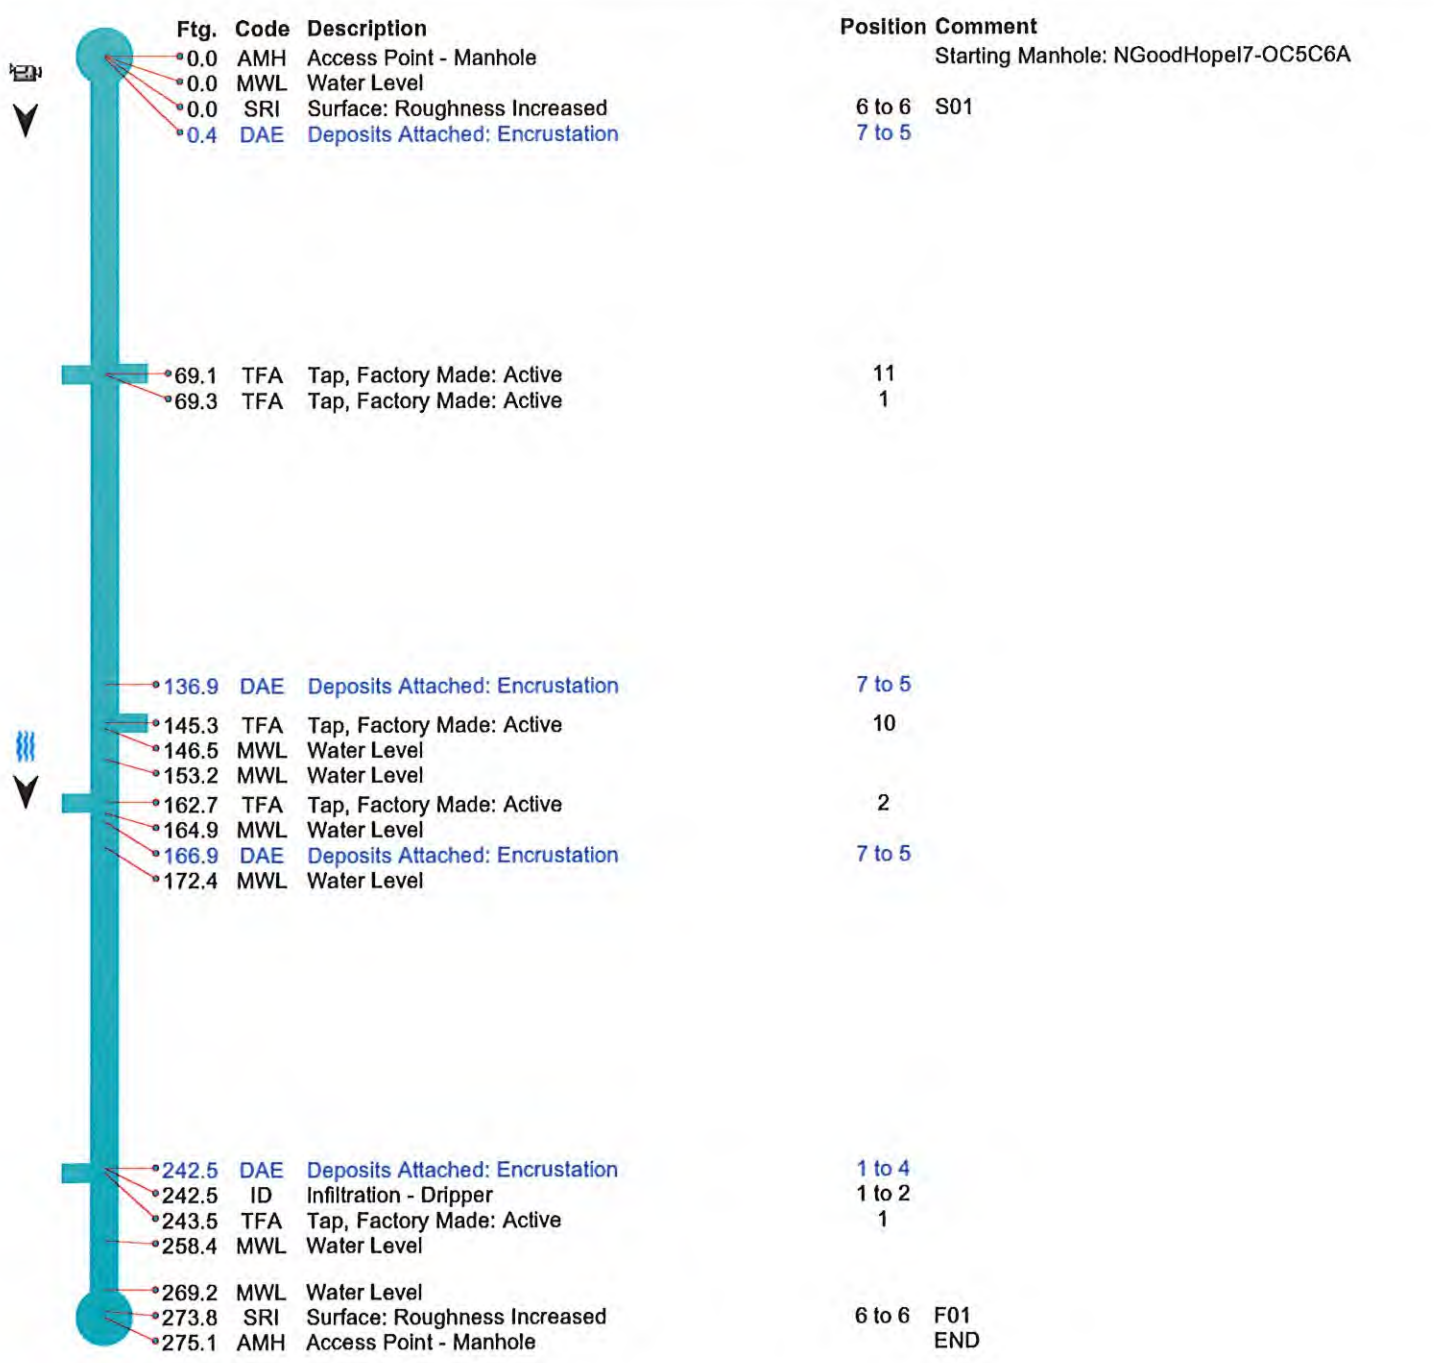 Ftg. Code Description Position Comment
0.0 AMH Access Point - Manhole Starting Manhole: NGoodHopeI7-OC5C6A
0.0 MWL Water Level
0.0 SRI Surface: Roughness Increased 6 to 6 S01
0.4 DAE Deposits Attached: Encrustation 7 to 5
69.1 TFA Tap, Factory Made: Active 11
69.3 TFA Tap, Factory Made: Active 1
136.9 DAE Deposits Attached: Encrustation 7 to 5
145.3 TFA Tap, Factory Made: Active 10
146.5 MWL Water Level
153.2 MWL Water Level
162.7 TFA Tap, Factory Made: Active 2
164.9 MWL Water Level
166.9 DAE Deposits Attached: Encrustation 7 to 5
172.4 MWL Water Level
242.5 DAE Deposits Attached: Encrustation 1 to 4
242.5 ID Infiltration - Dripper 1 to 2
243.5 TFA Tap, Factory Made: Active 1
258.4 MWL Water Level
269.2 MWL Water Level
273.8 SRI Surface: Roughness Increased 6 to 6 F01
275.1 AMH Access Point - Manhole END